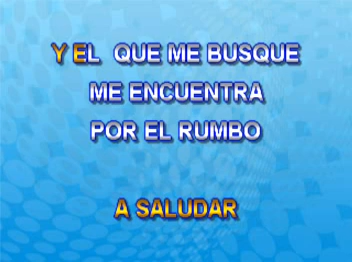 Y EL QUE ME BUSQUE
ME ENCUENTRA
POR EL RUMBO
A SALUDAR